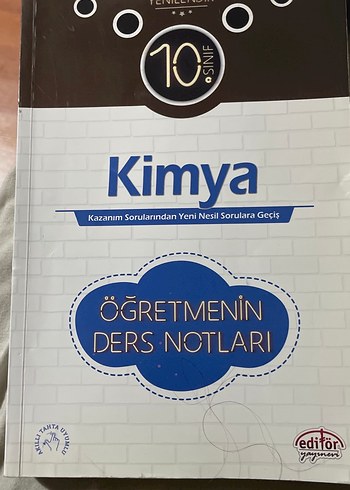 YENİLENDİ
10. SINIF
Kimya
Kazanım Sorularından Yeni Nesil Sorulara Geçiş
ÖĞRETMENİN
DERS NOTLARI
AKILLI TAHTA UYUMLU
editör
yayınevi